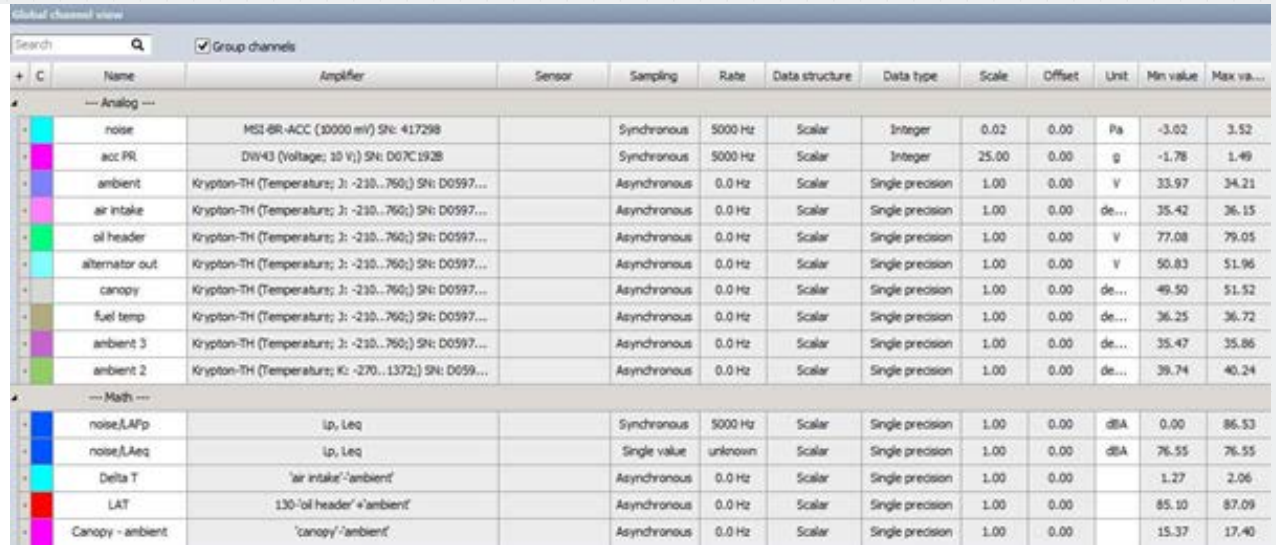 Global channel view
Search Group channels
+ C Name Amplifier Sensor Sampling Rate Data structure Data type Scale Offset Unit Min value Max va...
--- Analog ---
noise MSI-BR-ACC (10000 mV) SN: 417298 Synchronous 5000 Hz Scalar Integer 0.02 0.00 Pa -3.02 3.52
acc PR DW43 (Voltage; 10 V;) SN: D07C192B Synchronous 5000 Hz Scalar Integer 25.00 0.00 g -1.78 1.49
ambient Krypton-TH (Temperature; J: -210...760;) SN: D0597... Asynchronous 0.0 Hz Scalar Single precision 1.00 0.00 V 33.97 34.21
air intake Krypton-TH (Temperature; J: -210...760;) SN: D0597... Asynchronous 0.0 Hz Scalar Single precision 1.00 0.00 de... 35.42 36.15
oil header Krypton-TH (Temperature; J: -210...760;) SN: D0597... Asynchronous 0.0 Hz Scalar Single precision 1.00 0.00 V 77.08 79.05
alternator out Krypton-TH (Temperature; J: -210...760;) SN: D0597... Asynchronous 0.0 Hz Scalar Single precision 1.00 0.00 V 50.83 51.96
canopy Krypton-TH (Temperature; J: -210...760;) SN: D0597... Asynchronous 0.0 Hz Scalar Single precision 1.00 0.00 de... 49.50 51.52
fuel temp Krypton-TH (Temperature; J: -210...760;) SN: D0597... Asynchronous 0.0 Hz Scalar Single precision 1.00 0.00 de... 36.25 36.72
ambient 3 Krypton-TH (Temperature; J: -210...760;) SN: D0597... Asynchronous 0.0 Hz Scalar Single precision 1.00 0.00 de... 35.47 35.86
ambient 2 Krypton-TH (Temperature; K: -270...1372;) SN: D059... Asynchronous 0.0 Hz Scalar Single precision 1.00 0.00 de... 39.74 40.24
--- Math ---
noise/LAFp Lp, Leq Synchronous 5000 Hz Scalar Single precision 1.00 0.00 dBA 0.00 86.53
noise/LAeq Lp, Leq Single value unknown Scalar Single precision 1.00 0.00 dBA 76.55 76.55
Delta T 'air intake'-'ambient' Asynchronous 0.0 Hz Scalar Single precision 1.00 0.00 1.27 2.06
LAT 130-'oil header'+'ambient' Asynchronous 0.0 Hz Scalar Single precision 1.00 0.00 85.10 87.09
Canopy - ambient 'canopy'-'ambient' Asynchronous 0.0 Hz Scalar Single precision 1.00 0.00 15.37 17.40